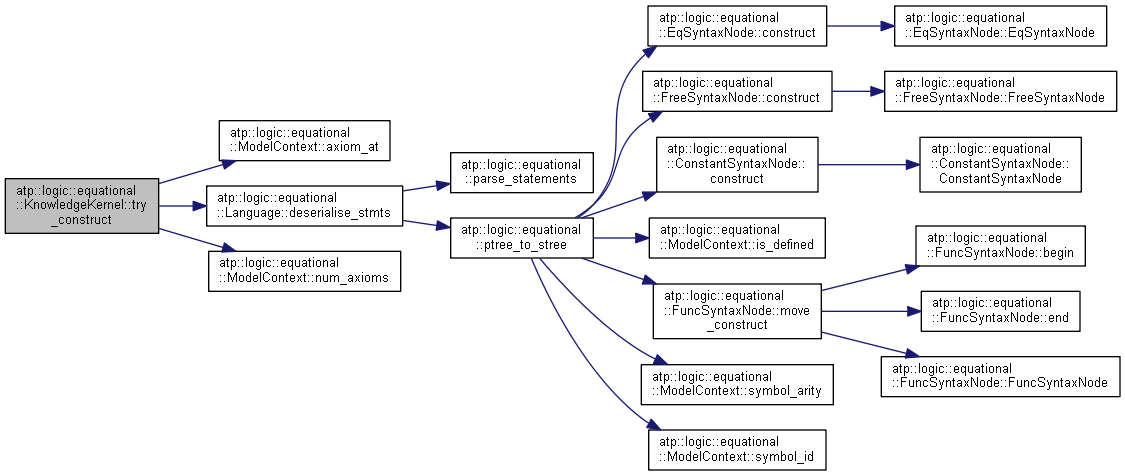 atp::logic::equational
::KnowledgeKernel::try
_construct
atp::logic::equational
::ModelContext::axiom_at
atp::logic::equational
::Language::deserialise_stmts
atp::logic::equational
::ModelContext::num_axioms
atp::logic::equational
::parse_statements
atp::logic::equational
::ptree_to_stree
atp::logic::equational
::EqSyntaxNode::construct
atp::logic::equational
::FreeSyntaxNode::construct
atp::logic::equational
::ConstantSyntaxNode::
construct
atp::logic::equational
::ModelContext::is_defined
atp::logic::equational
::FuncSyntaxNode::move
_construct
atp::logic::equational
::ModelContext::symbol_arity
atp::logic::equational
::ModelContext::symbol_id
atp::logic::equational
::EqSyntaxNode::EqSyntaxNode
atp::logic::equational
::FreeSyntaxNode::FreeSyntaxNode
atp::logic::equational
::ConstantSyntaxNode::
ConstantSyntaxNode
atp::logic::equational
::FuncSyntaxNode::begin
atp::logic::equational
::FuncSyntaxNode::end
atp::logic::equational
::FuncSyntaxNode::FuncSyntaxNode